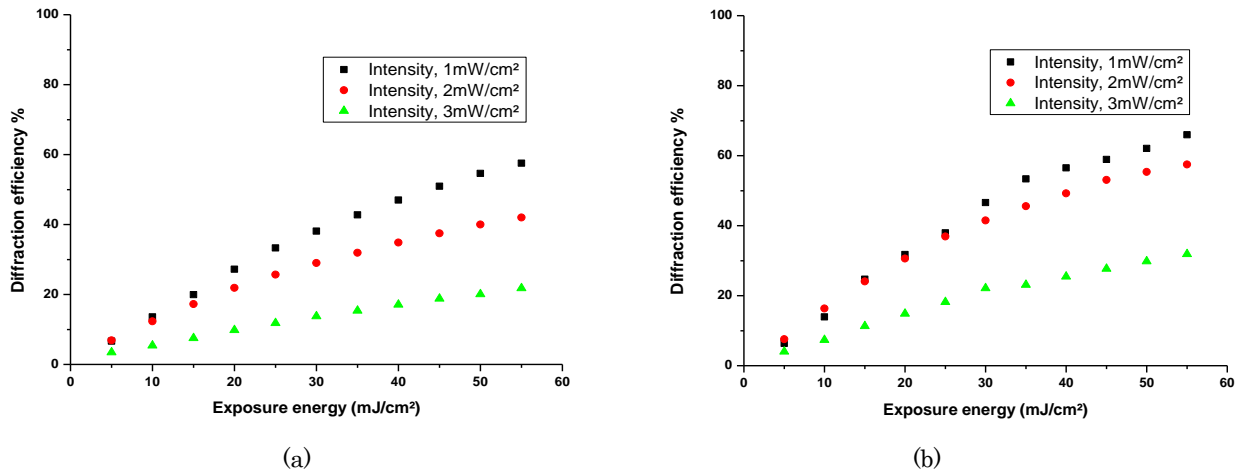 100
80
60
40
20
0
Diffraction efficiency %
Intensity, 1mW/cm²
Intensity, 2mW/cm²
Intensity, 3mW/cm²
0 10 20 30 40 50 60
Exposure energy (mJ/cm²)
(a)
100
80
60
40
20
0
Diffraction efficiency %
Intensity, 1mW/cm²
Intensity, 2mW/cm²
Intensity, 3mW/cm²
0 10 20 30 40 50 60
Exposure energy (mJ/cm²)
(b)